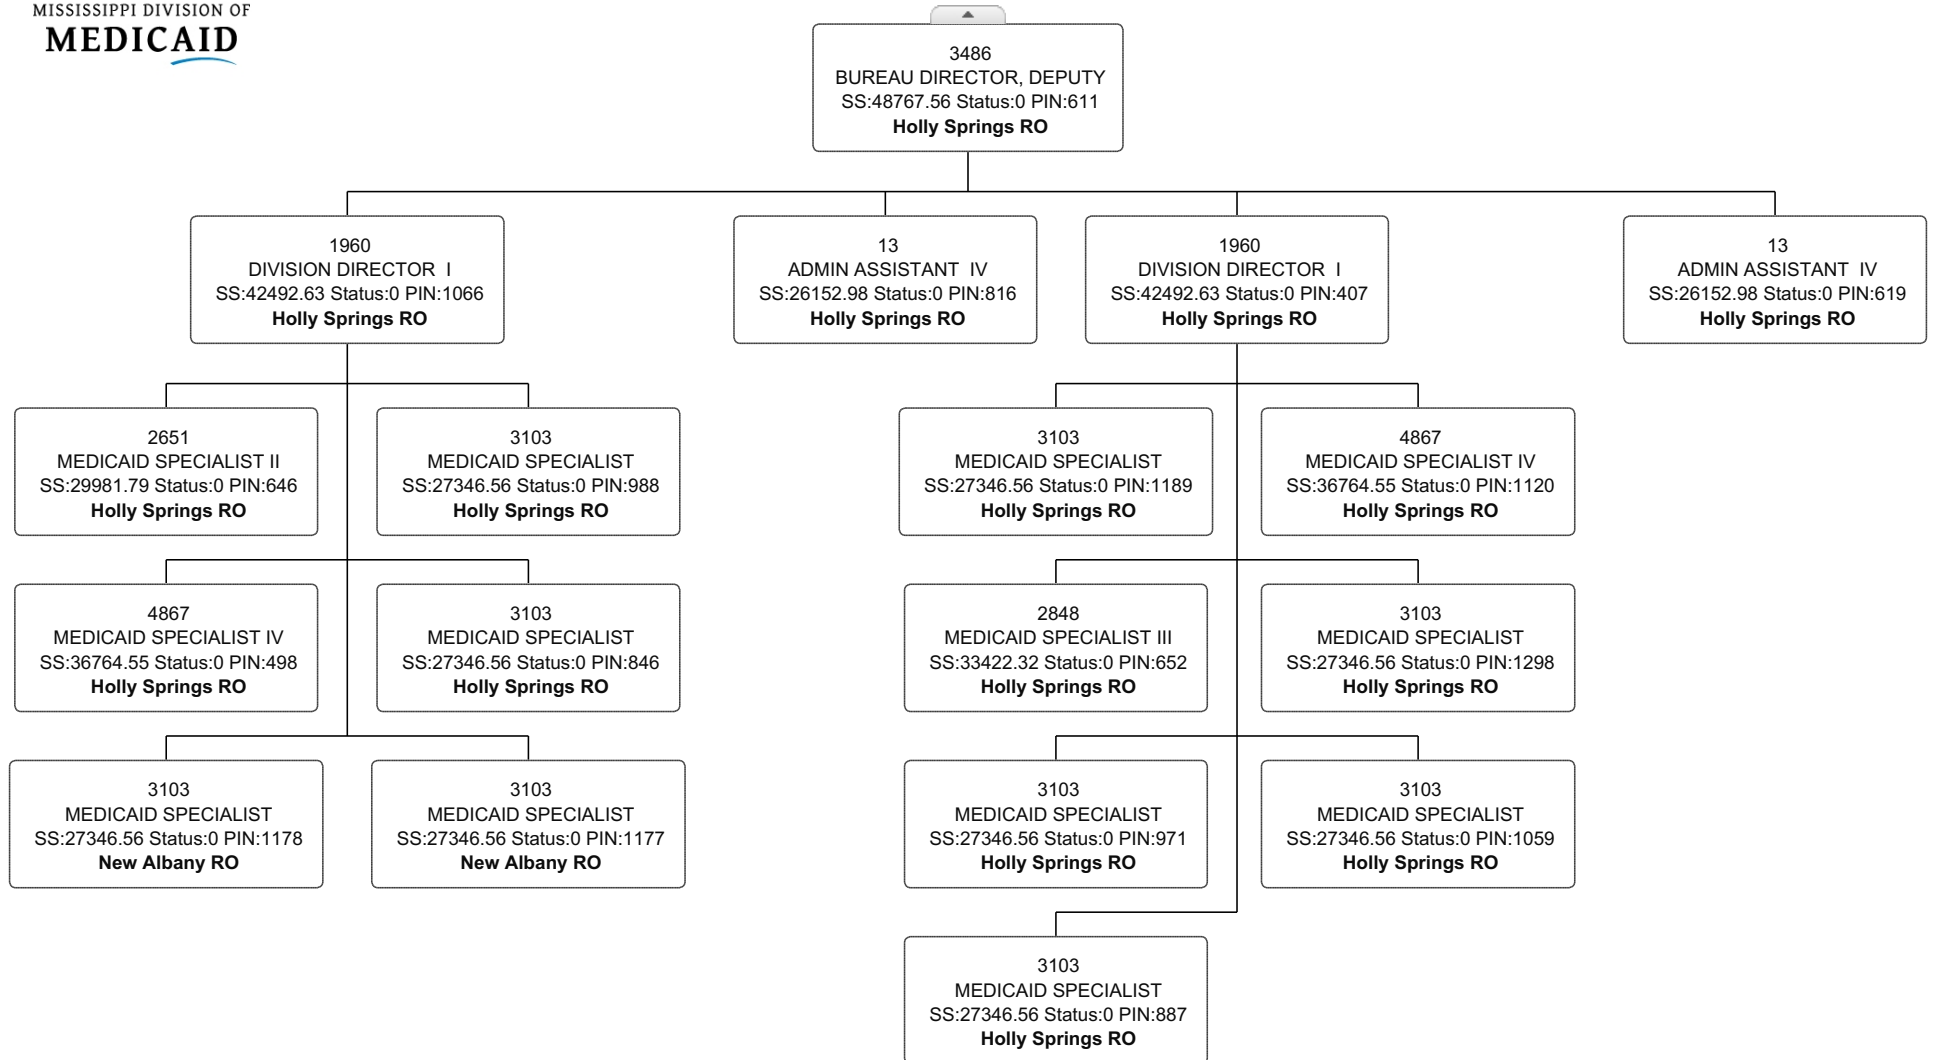 MISSISSIPPI DIVISION OF
MEDICAID
3486
BUREAU DIRECTOR, DEPUTY
SS:48767.56 Status:0 PIN:611
Holly Springs RO
1960
DIVISION DIRECTOR  I
SS:42492.63 Status:0 PIN:1066
Holly Springs RO
13
ADMIN ASSISTANT  IV
SS:26152.98 Status:0 PIN:816
Holly Springs RO
1960
DIVISION DIRECTOR  I
SS:42492.63 Status:0 PIN:407
Holly Springs RO
13
ADMIN ASSISTANT  IV
SS:26152.98 Status:0 PIN:619
Holly Springs RO
2651
MEDICAID SPECIALIST II
SS:29981.79 Status:0 PIN:646
Holly Springs RO
3103
MEDICAID SPECIALIST
SS:27346.56 Status:0 PIN:988
Holly Springs RO
3103
MEDICAID SPECIALIST
SS:27346.56 Status:0 PIN:1189
Holly Springs RO
4867
MEDICAID SPECIALIST IV
SS:36764.55 Status:0 PIN:1120
Holly Springs RO
4867
MEDICAID SPECIALIST IV
SS:36764.55 Status:0 PIN:498
Holly Springs RO
3103
MEDICAID SPECIALIST
SS:27346.56 Status:0 PIN:846
Holly Springs RO
2848
MEDICAID SPECIALIST III
SS:33422.32 Status:0 PIN:652
Holly Springs RO
3103
MEDICAID SPECIALIST
SS:27346.56 Status:0 PIN:1298
Holly Springs RO
3103
MEDICAID SPECIALIST
SS:27346.56 Status:0 PIN:1178
New Albany RO
3103
MEDICAID SPECIALIST
SS:27346.56 Status:0 PIN:1177
New Albany RO
3103
MEDICAID SPECIALIST
SS:27346.56 Status:0 PIN:971
Holly Springs RO
3103
MEDICAID SPECIALIST
SS:27346.56 Status:0 PIN:1059
Holly Springs RO
3103
MEDICAID SPECIALIST
SS:27346.56 Status:0 PIN:887
Holly Springs RO